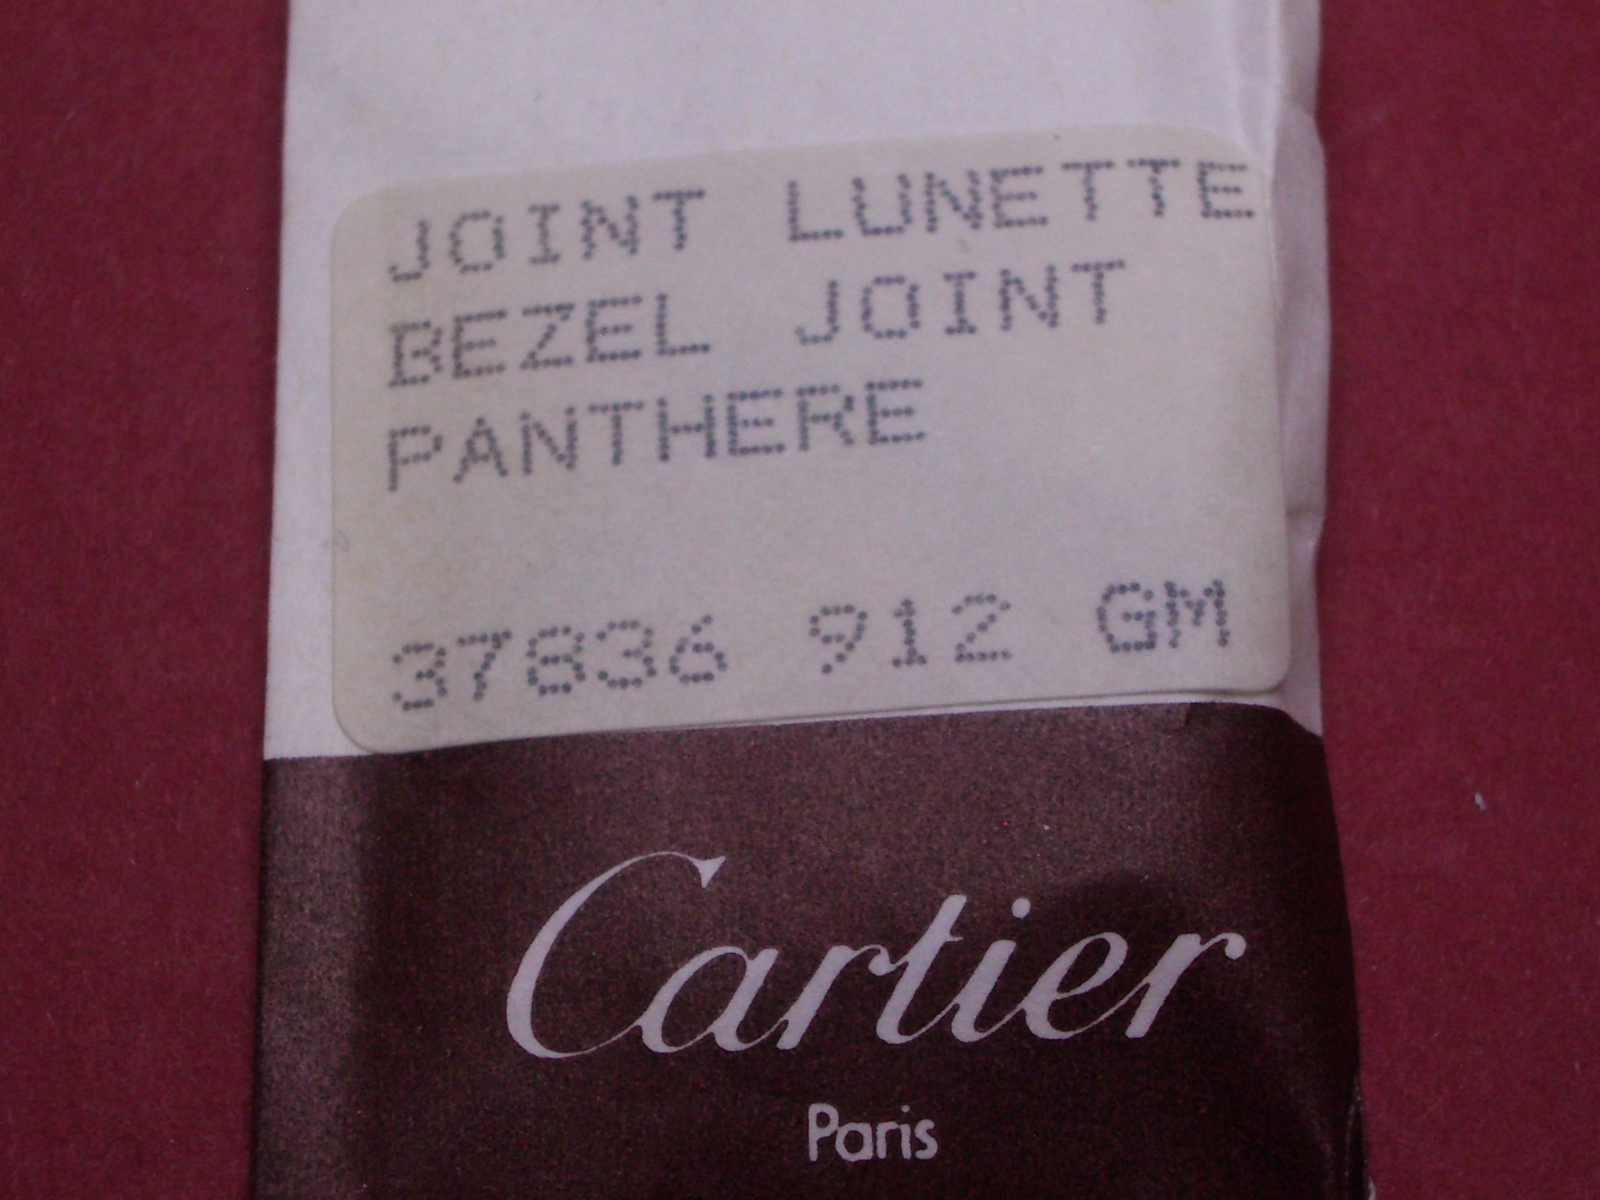 JOINT LUNETTE
BEZEL JOINT
PANTHERE
37836 912 GM
Cartier
Paris